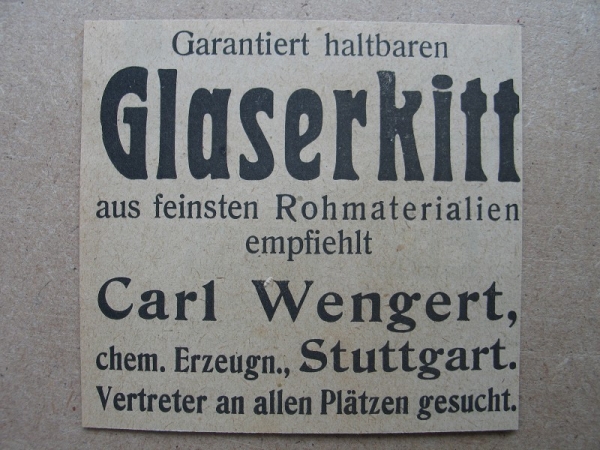 Garantiert haltbaren
Glaserkitt
aus feinsten Rohmaterialien
empfiehlt
Carl Wengert,
chem. Erzeugn., Stuttgart.
Vertreter an allen Plätzen gesucht.